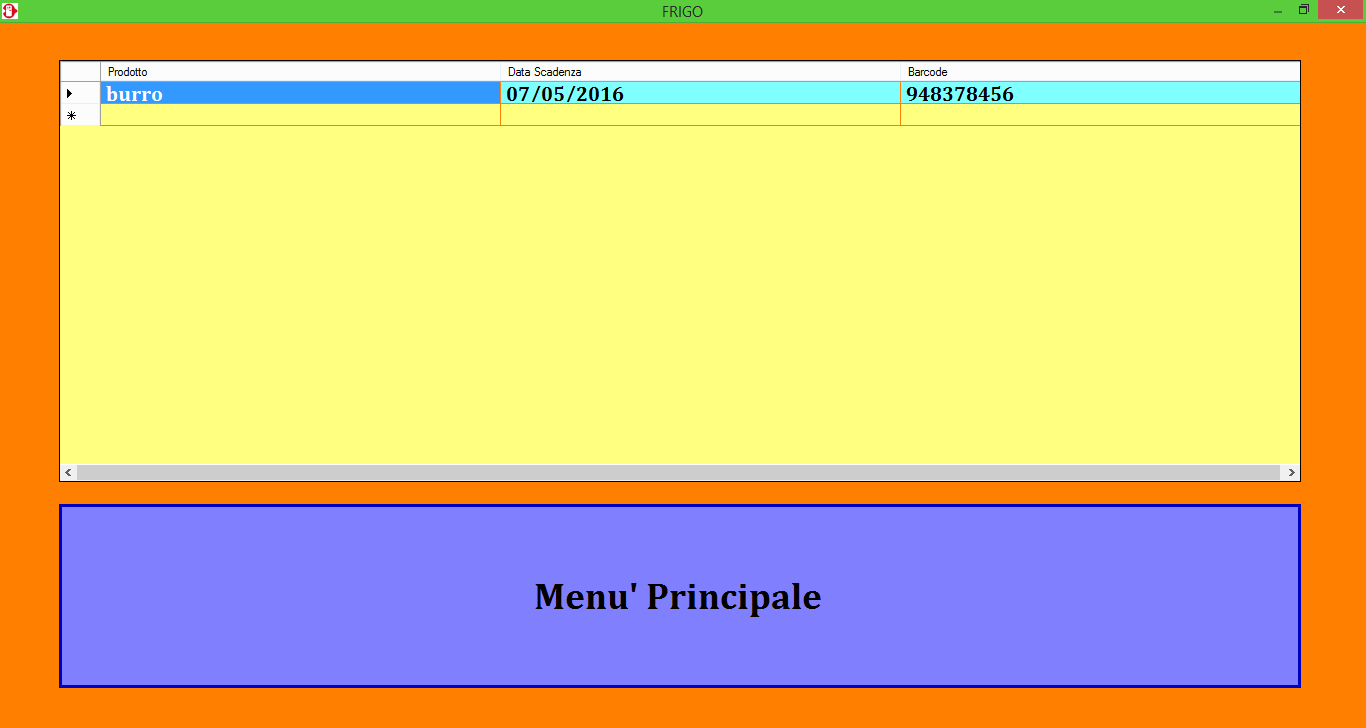 FRIGO
Prodotto Data Scadenza Barcode
burro 07/05/2016 948378456
Menu' Principale